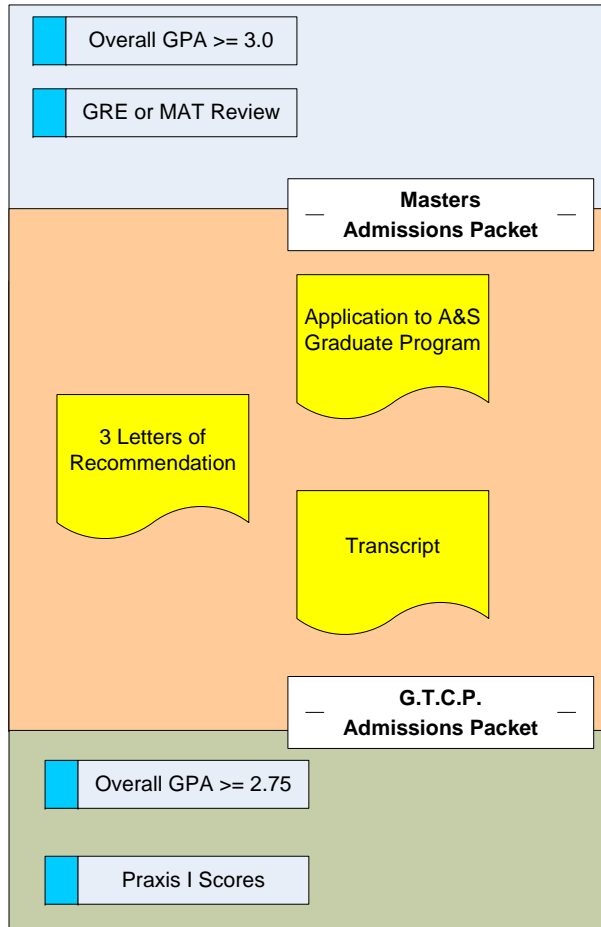 Overall GPA >= 3.0
GRE or MAT Review
Masters
Admissions Packet
Application to A&S
Graduate Program
3 Letters of
Recommendation
Transcript
G.T.C.P.
Admissions Packet
Overall GPA >= 2.75
Praxis I Scores